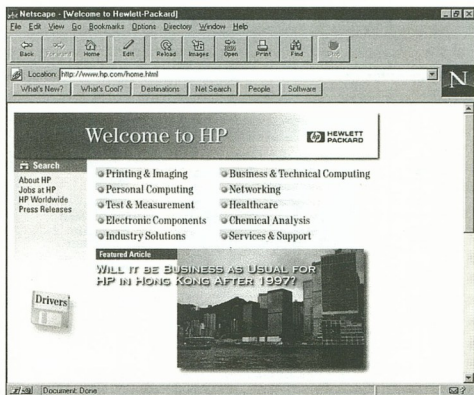 Netscape - [Welcome to Hewlett-Packard]
File Edit View Go Bookmarks Options Directory Window Help
Back Forward Home Edit Reload Images Open Print Find Stop
Location: http://www.hp.com/home.html
N
What's New? What's Cool? Destinations Net Search People Software
Welcome to HP
hp HEWLETT
PACKARD
Search
About HP
Jobs at HP
HP Worldwide
Press Releases
Printing & Imaging
Personal Computing
Test & Measurement
Electronic Components
Industry Solutions
Business & Technical Computing
Networking
Healthcare
Chemical Analysis
Services & Support
Featured Article
WILL IT BE BUSINESS AS USUAL FOR
HP IN HONG KONG AFTER 1997?
Drivers
Document: Done
?